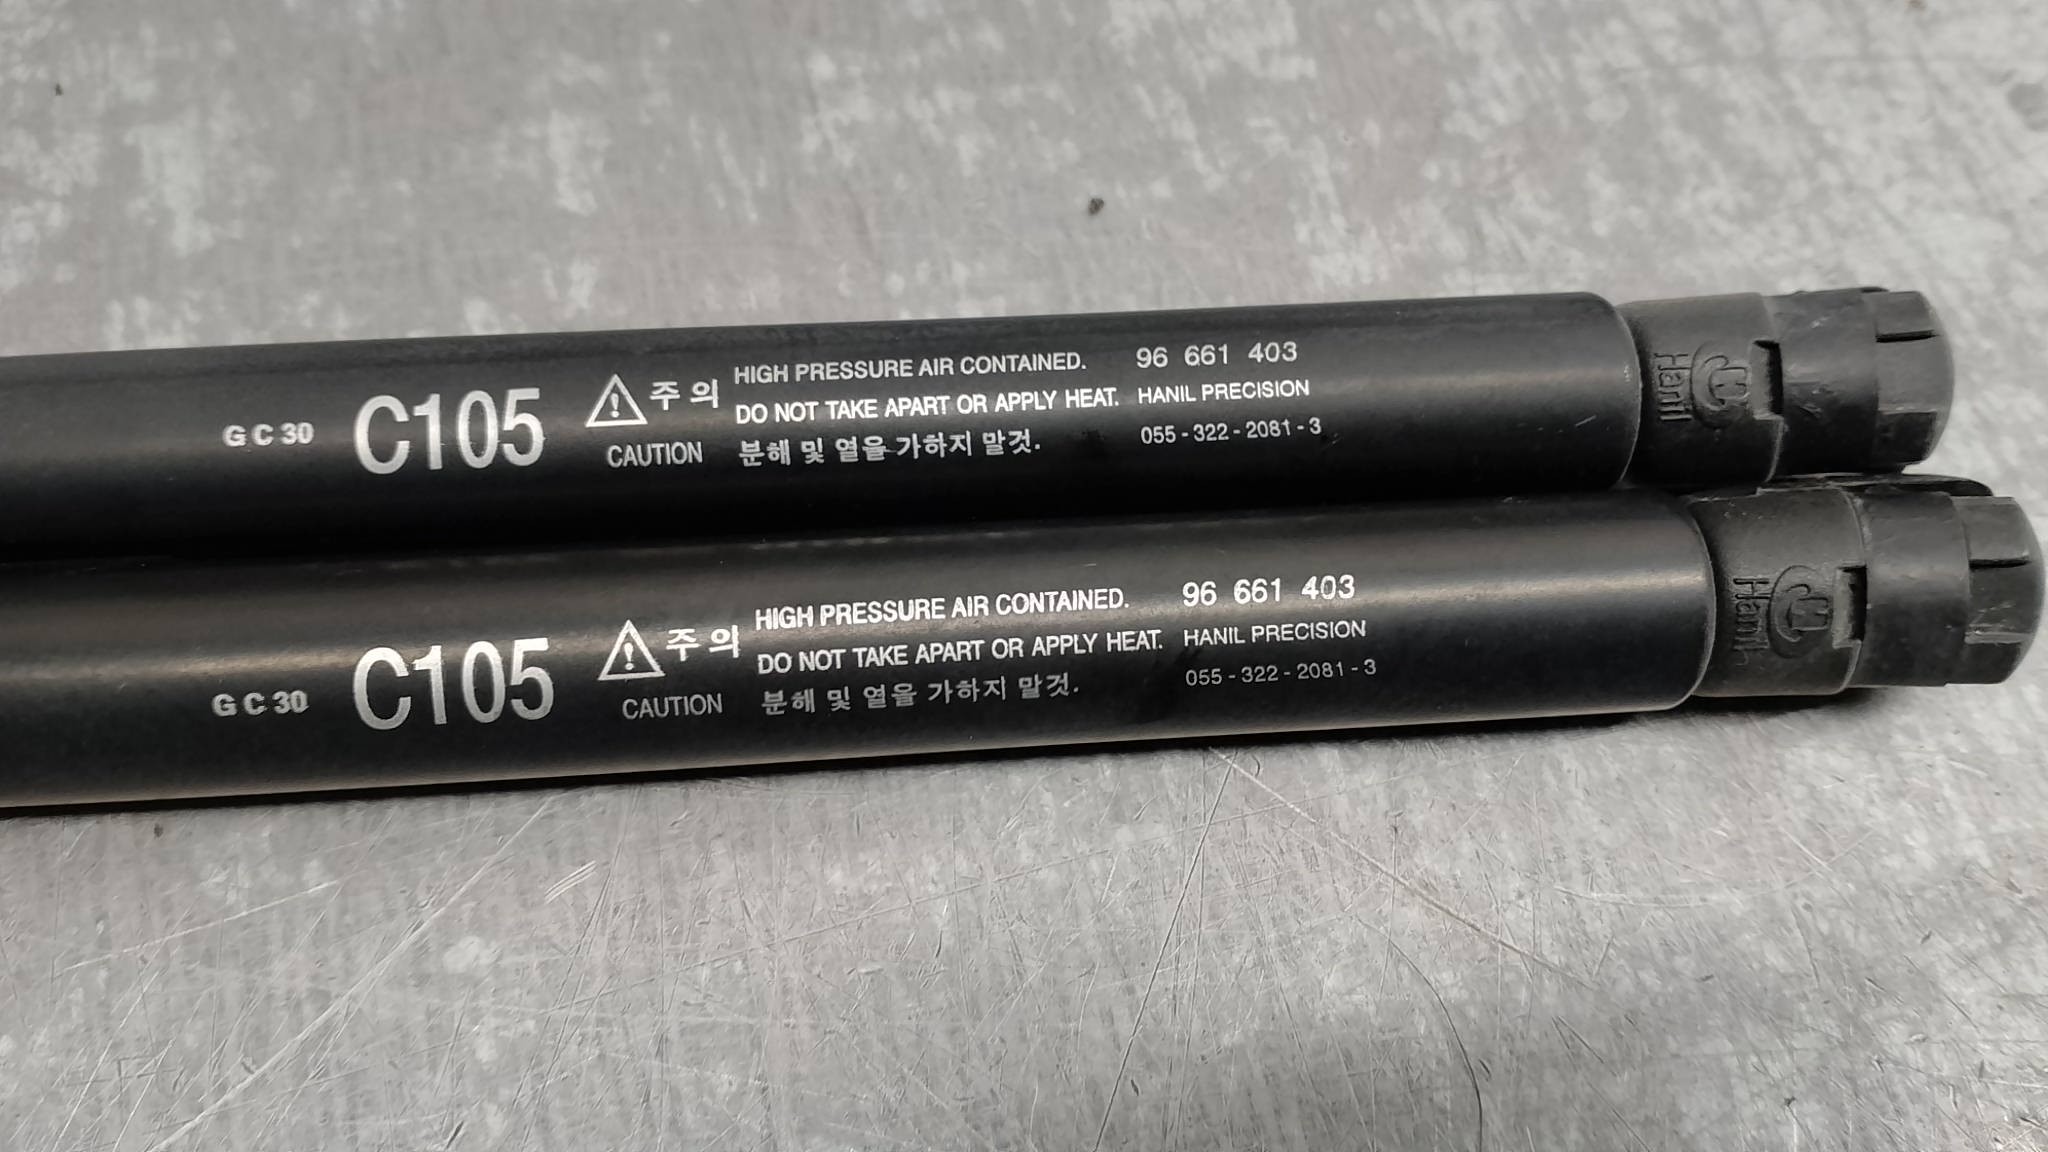 GC30 C105 주의 CAUTION
HIGH PRESSURE AIR CONTAINED.
DO NOT TAKE APART OR APPLY HEAT.
분해 및 열을 가하지 말것.
96 661 403
HANIL PRECISION
055-322-2081-3
Hanil
GC30 C105 주의 CAUTION
HIGH PRESSURE AIR CONTAINED.
DO NOT TAKE APART OR APPLY HEAT.
분해 및 열을 가하지 말것.
96 661 403
HANIL PRECISION
055-322-2081-3
Hanil